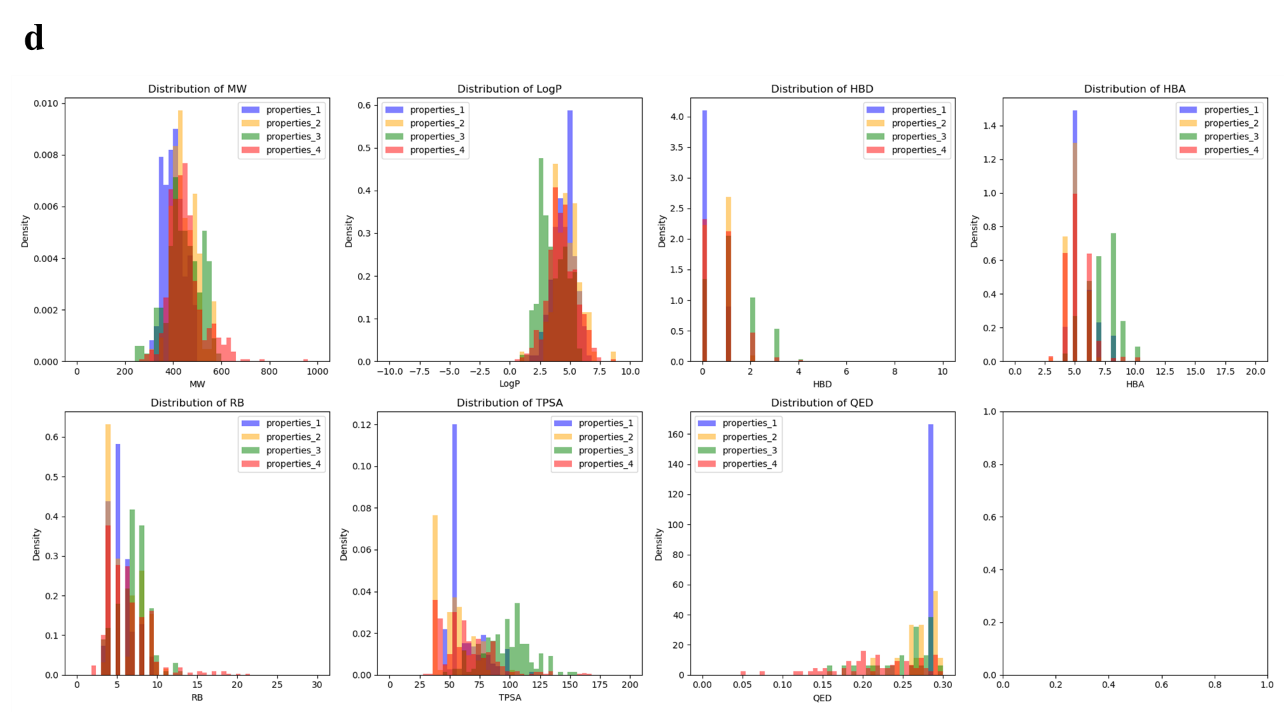 d
Distribution of MW
properties_1
properties_2
properties_3
properties_4
0.010
0.008
0.006
0.004
0.002
0.000
Density
0 200 400 600 800 1000
MW
Distribution of LogP
properties_1
properties_2
properties_3
properties_4
0.6
0.5
0.4
0.3
0.2
0.1
0.0
Density
−10.0 −7.5 −5.0 −2.5 0.0 2.5 5.0 7.5 10.0
LogP
Distribution of HBD
properties_1
properties_2
properties_3
properties_4
4.0
3.5
3.0
2.5
2.0
1.5
1.0
0.5
0.0
Density
0 2 4 6 8 10
HBD
Distribution of HBA
properties_1
properties_2
properties_3
properties_4
1.4
1.2
1.0
0.8
0.6
0.4
0.2
0.0
Density
0.0 2.5 5.0 7.5 10.0 12.5 15.0 17.5 20.0
HBA
Distribution of RB
properties_1
properties_2
properties_3
properties_4
0.6
0.5
0.4
0.3
0.2
0.1
0.0
Density
0 5 10 15 20 25 30
RB
Distribution of TPSA
properties_1
properties_2
properties_3
properties_4
0.12
0.10
0.08
0.06
0.04
0.02
0.00
Density
0 25 50 75 100 125 150 175 200
TPSA
Distribution of QED
properties_1
properties_2
properties_3
properties_4
160
140
120
100
80
60
40
20
0
Density
0.00 0.05 0.10 0.15 0.20 0.25 0.30
QED
1.0
0.8
0.6
0.4
0.2
0.0
0.0 0.2 0.4 0.6 0.8 1.0